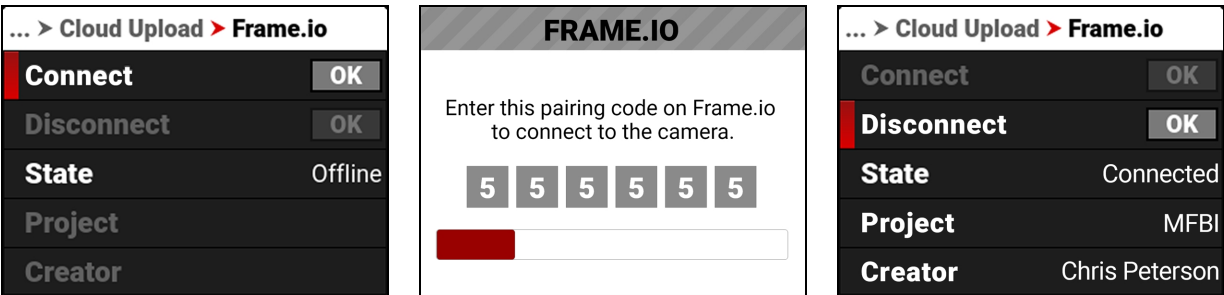 ... ➤ Cloud Upload ➤ Frame.io
Connect OK
Disconnect OK
State Offline
Project
Creator
FRAME.IO
Enter this pairing code on Frame.io
to connect to the camera.
5 5 5 5 5 5
... ➤ Cloud Upload ➤ Frame.io
Connect OK
Disconnect OK
State Connected
Project MFBI
Creator Chris Peterson